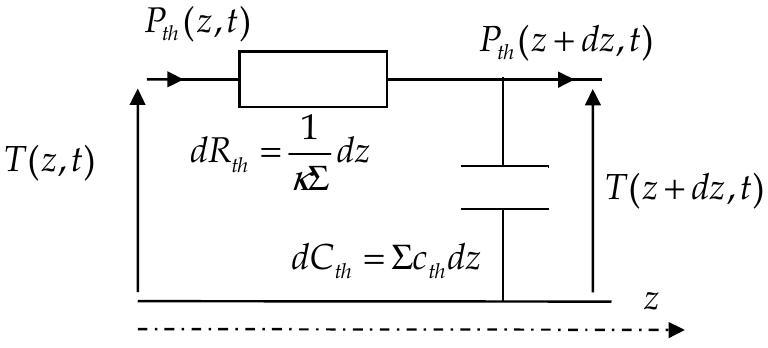 P_th(z,t)
P_th(z+dz,t)
dR_th = 1/κΣ dz
T(z,t)
T(z+dz,t)
dC_th = Σc_th dz
z